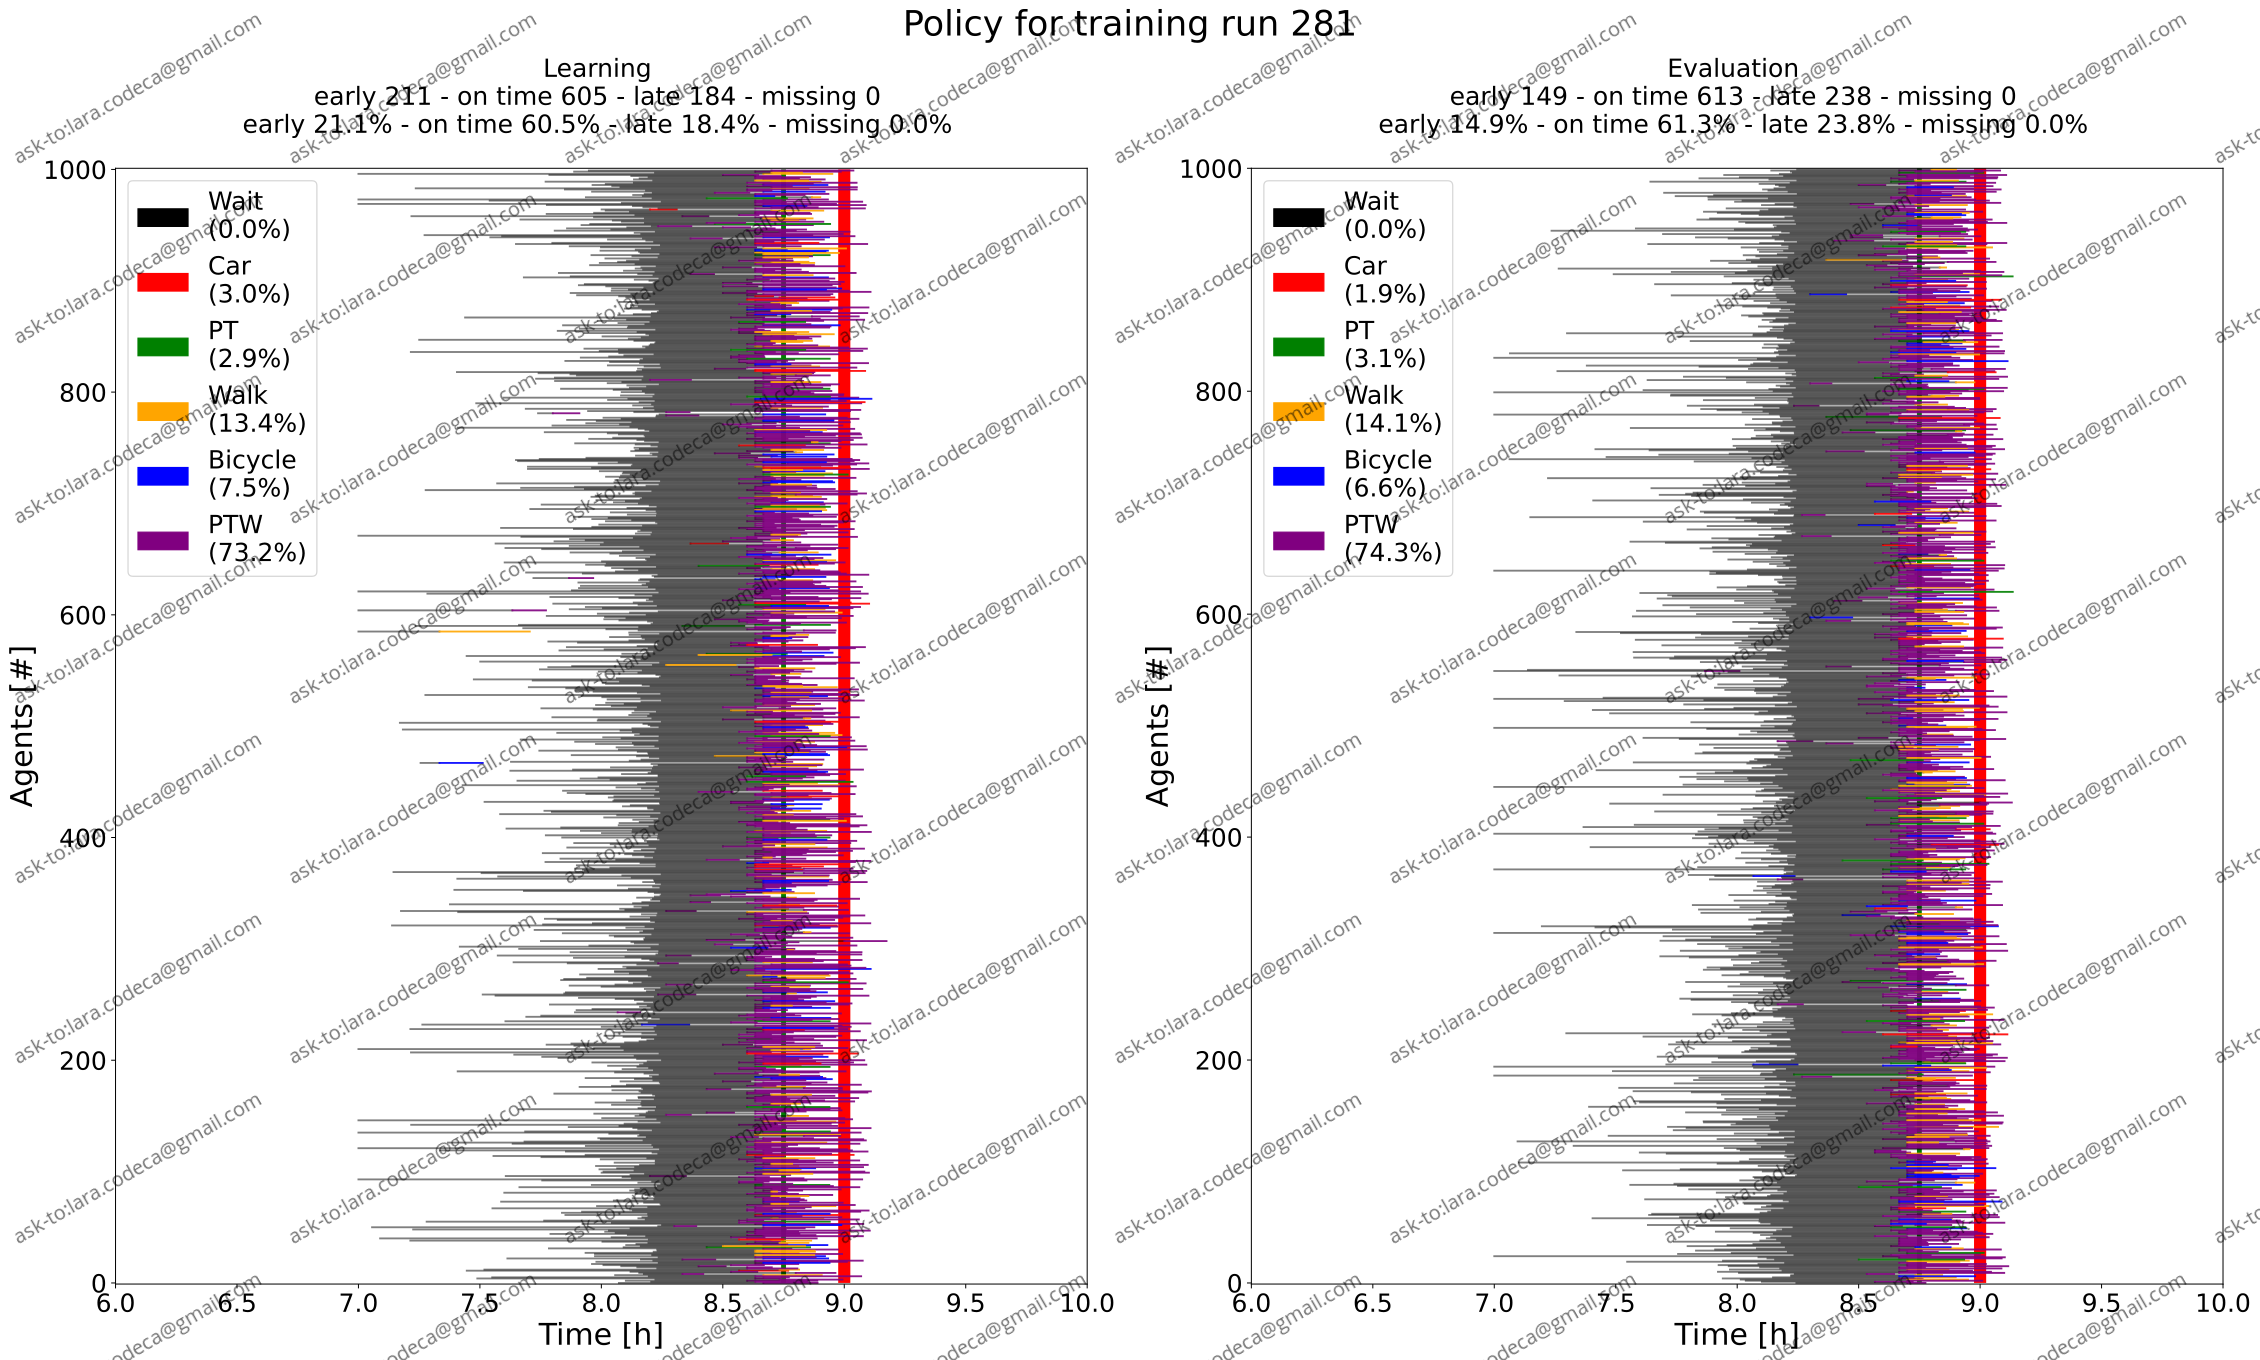 Policy for training run 281
Learning
early 211 - on time 605 - late 184 - missing 0
early 21.1% - on time 60.5% - late 18.4% - missing 0.0%
1000
800
600
400
200
0
Agents [#]
Wait
(0.0%)
Car
(3.0%)
PT
(2.9%)
Walk
(13.4%)
Bicycle
(7.5%)
PTW
(73.2%)
6.0 6.5 7.0 7.5 8.0 8.5 9.0 9.5 10.0
Time [h]
Evaluation
early 149 - on time 613 - late 238 - missing 0
early 14.9% - on time 61.3% - late 23.8% - missing 0.0%
1000
800
600
400
200
0
Agents [#]
Wait
(0.0%)
Car
(1.9%)
PT
(3.1%)
Walk
(14.1%)
Bicycle
(6.6%)
PTW
(74.3%)
6.0 6.5 7.0 7.5 8.0 8.5 9.0 9.5 10.0
Time [h]
ask-to:lara.codeca@gmail.com